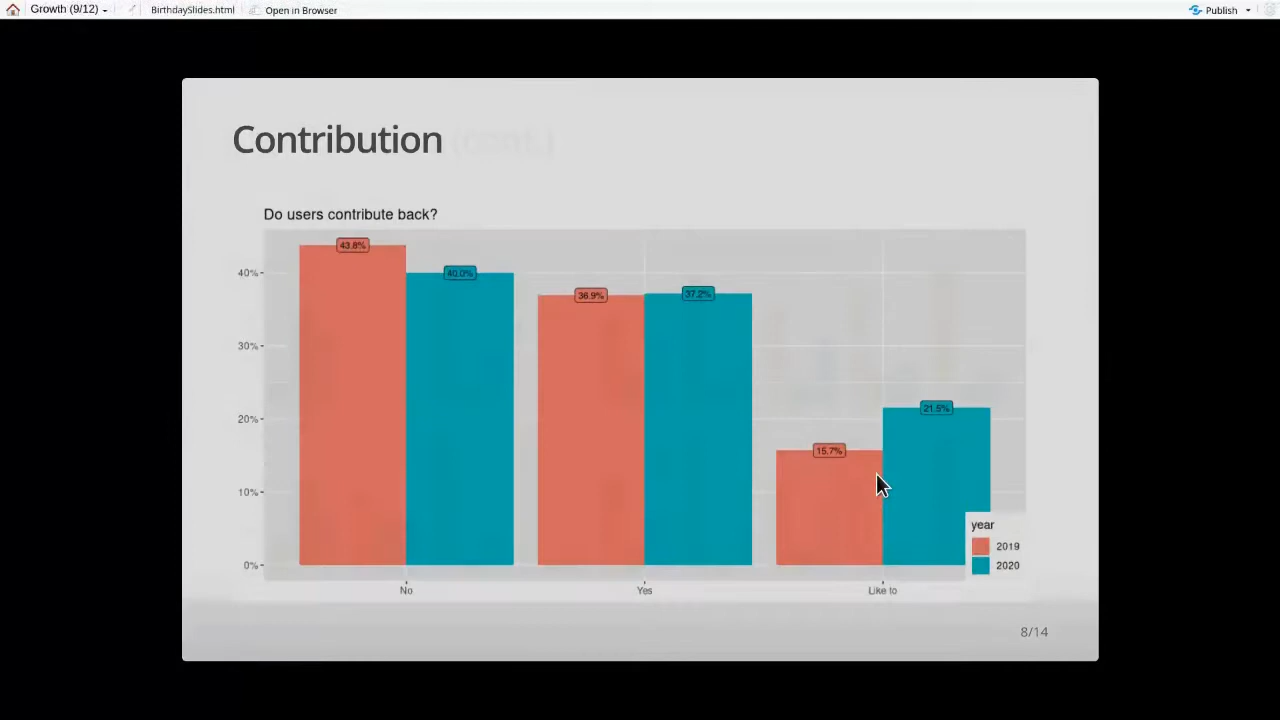 Growth (9/12) BirthdaySlides.html Open in Browser Publish
Contribution (cont.)
Do users contribute back?
43.8%
40.0%
36.9%
37.2%
15.7%
21.5%
40%
30%
20%
10%
0%
No Yes Like to
year
2019
2020
8/14